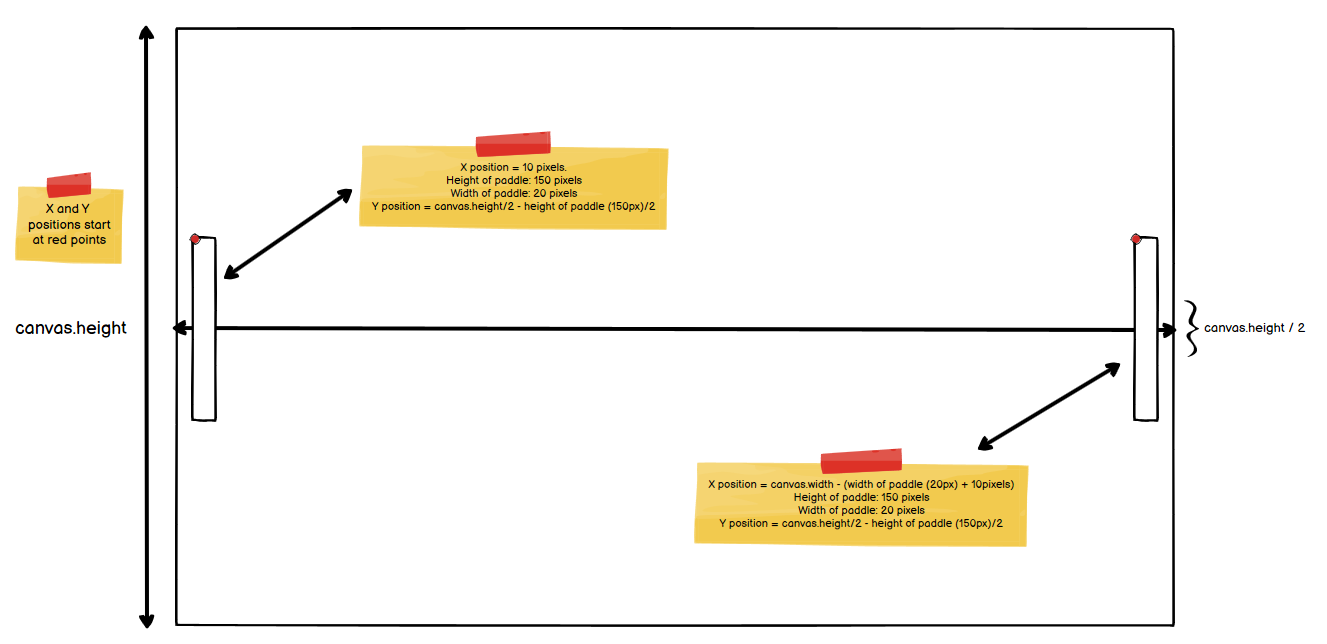 X position = 10 pixels.
Height of paddle: 150 pixels
Width of paddle: 20 pixels
Y position = canvas.height/2 - height of paddle (150px)/2
X and Y
positions start
at red points
canvas.height
canvas.height / 2
X position = canvas.width - (width of paddle (20px) + 10pixels)
Height of paddle: 150 pixels
Width of paddle: 20 pixels
Y position = canvas.height/2 - height of paddle (150px)/2